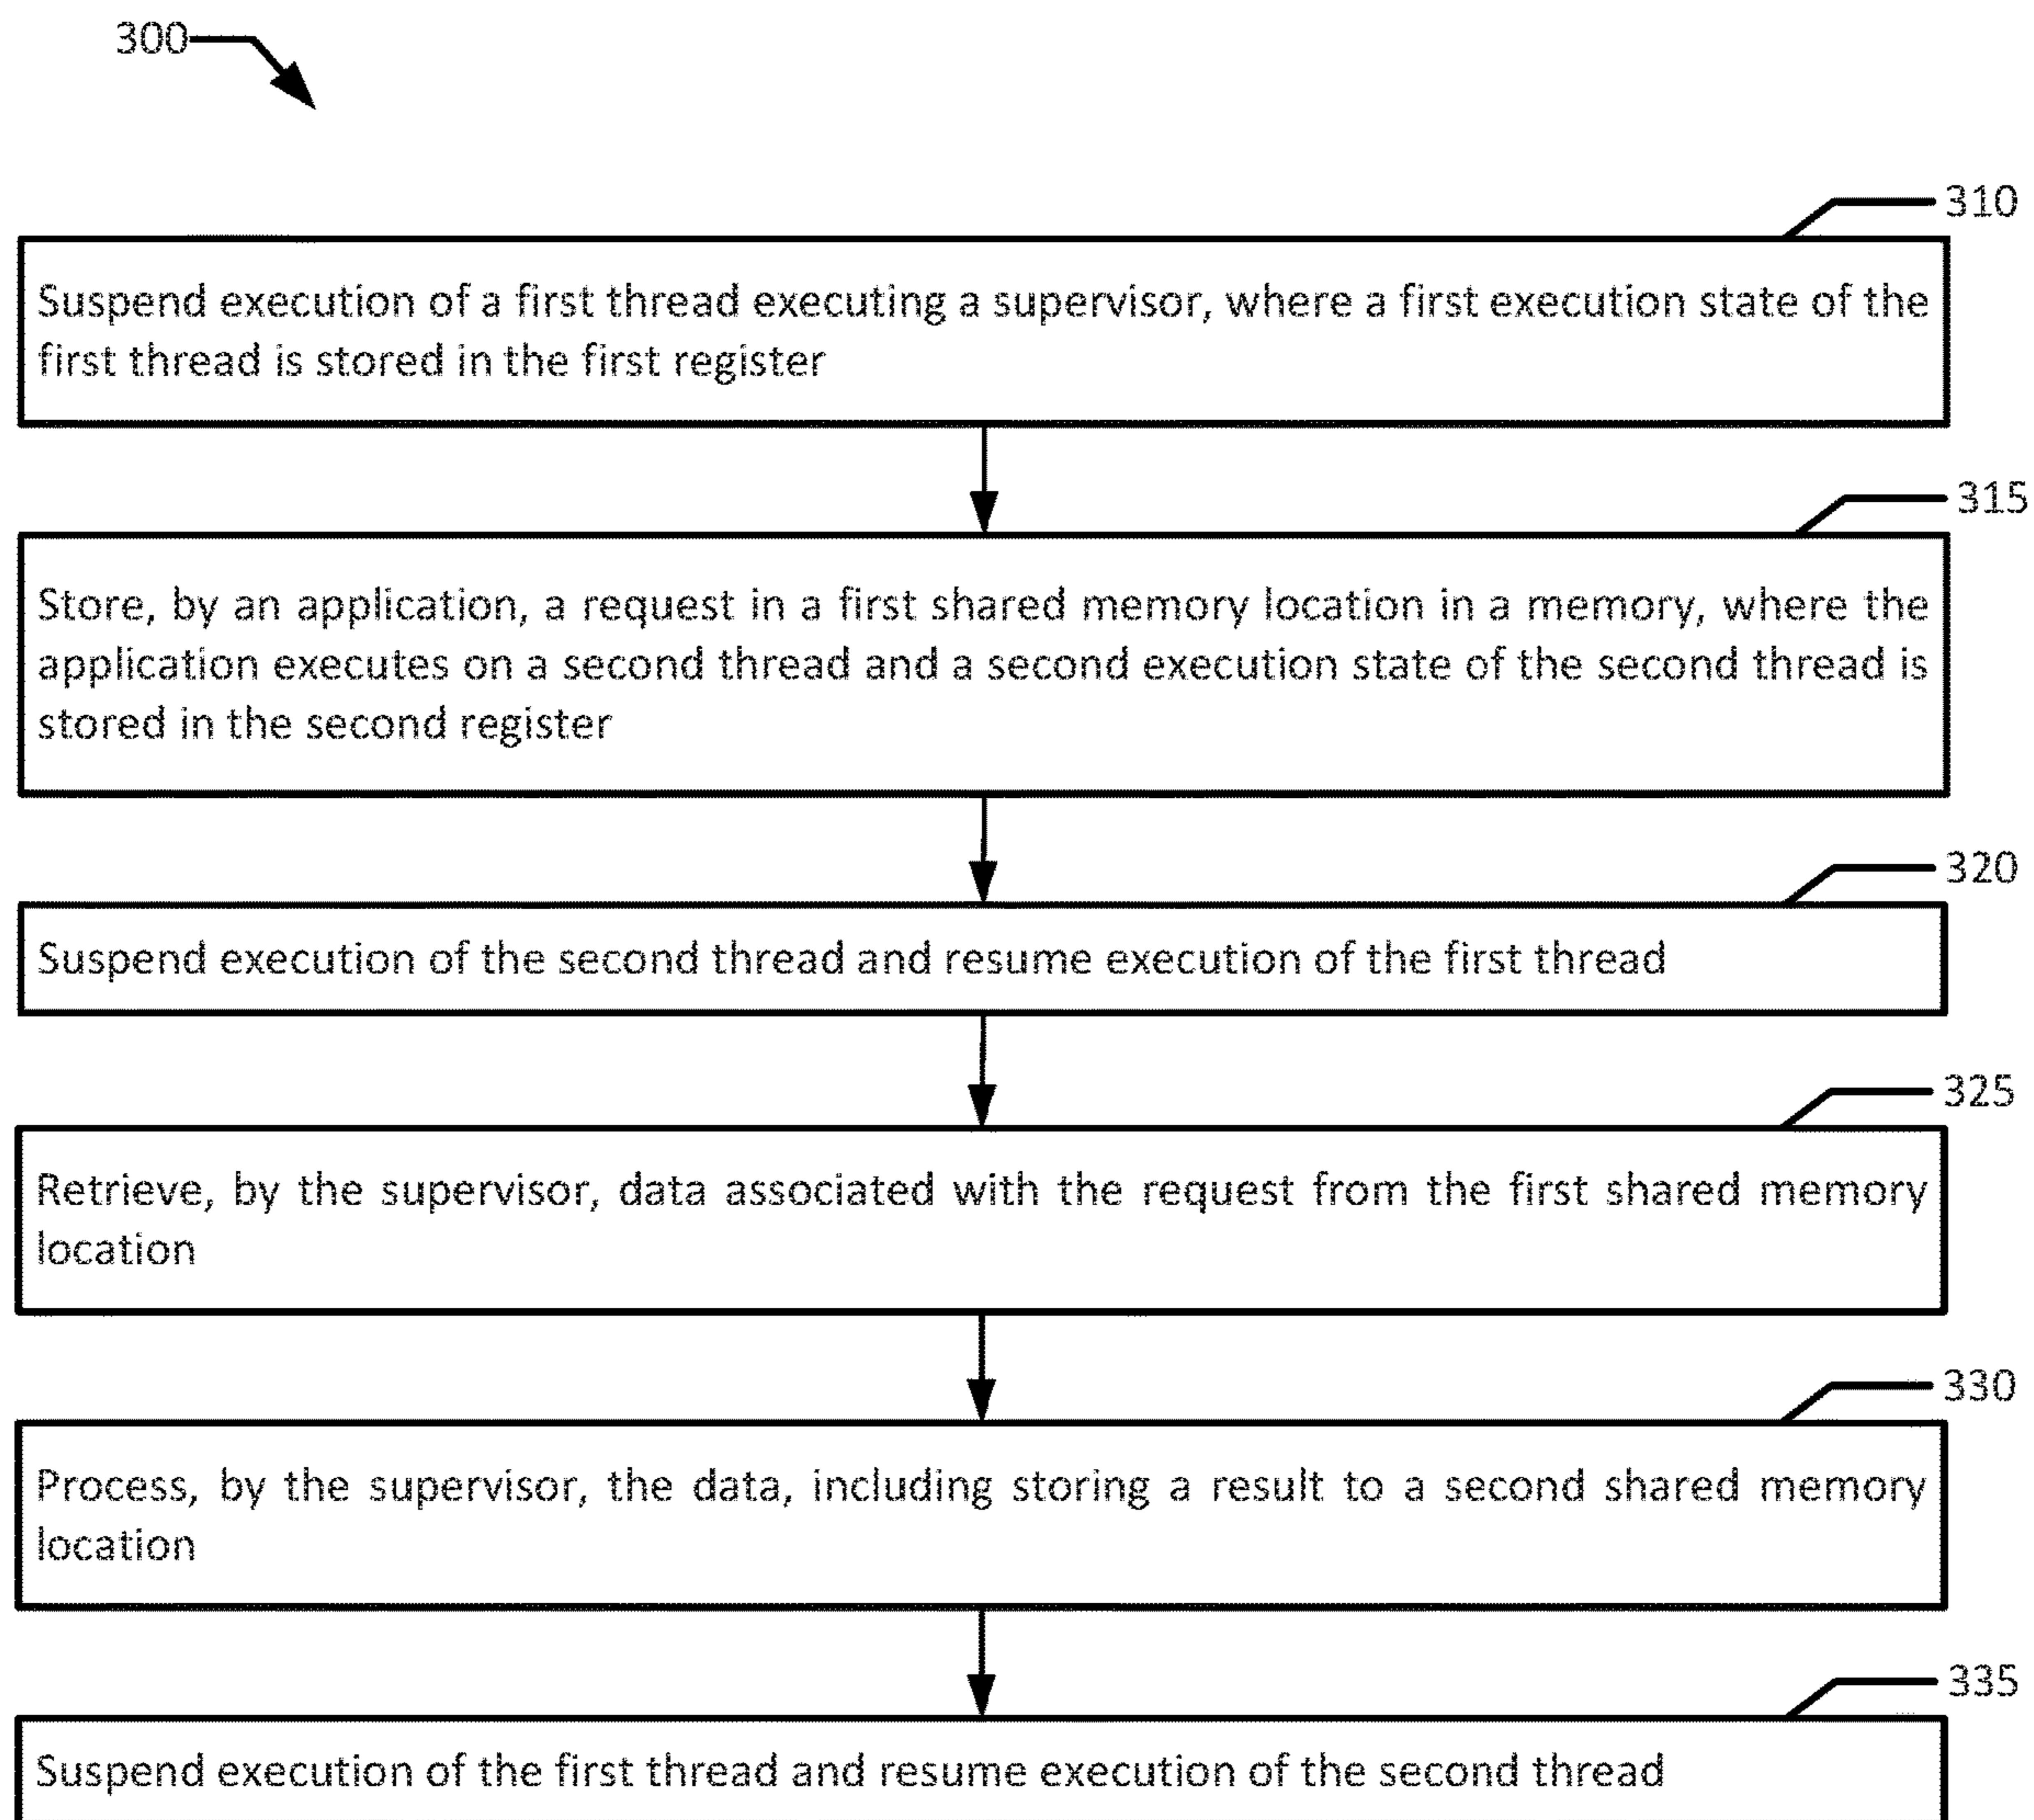 300
310
Suspend execution of a first thread executing a supervisor, where a first execution state of the
first thread is stored in the first register
315
Store, by an application, a request in a first shared memory location in a memory, where the
application executes on a second thread and a second execution state of the second thread is
stored in the second register
320
Suspend execution of the second thread and resume execution of the first thread
325
Retrieve, by the supervisor, data associated with the request from the first shared memory
location
330
Process, by the supervisor, the data, including storing a result to a second shared memory
location
335
Suspend execution of the first thread and resume execution of the second thread